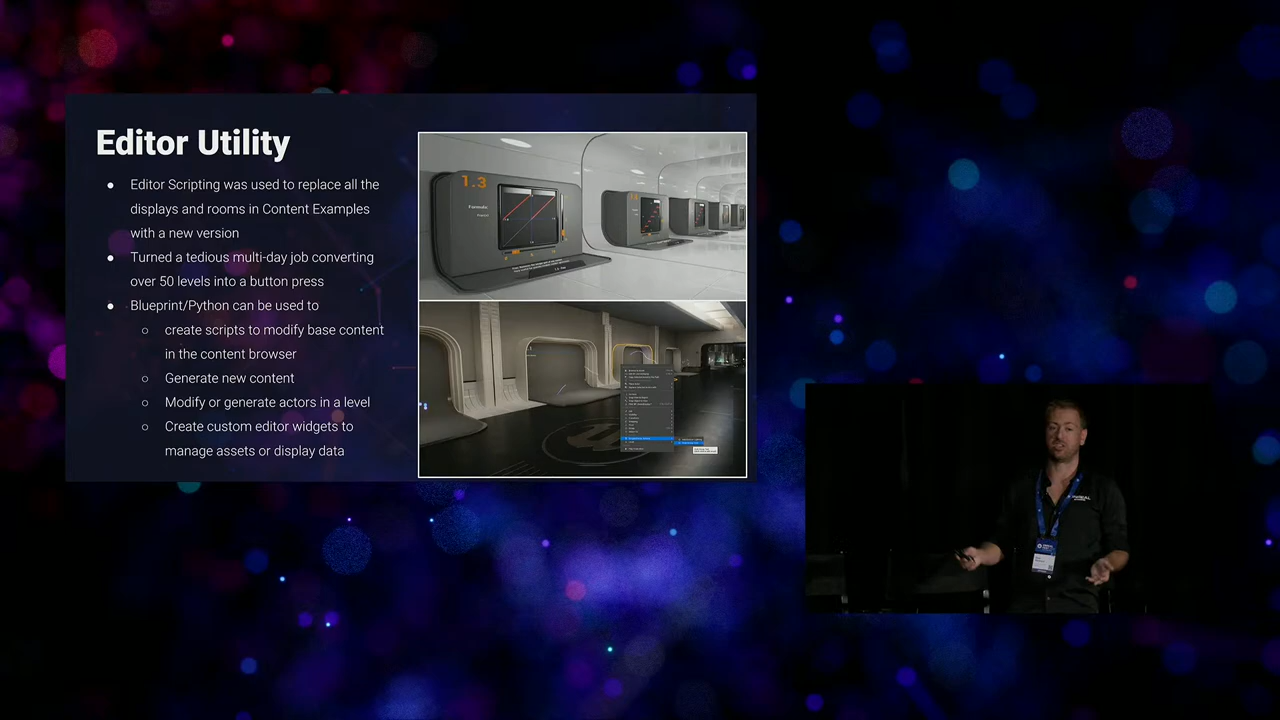 Editor Utility
● Editor Scripting was used to replace all the
displays and rooms in Content Examples
with a new version
● Turned a tedious multi-day job converting
over 50 levels into a button press
● Blueprint/Python can be used to
○ create scripts to modify base content
in the content browser
○ Generate new content
○ Modify or generate actors in a level
○ Create custom editor widgets to
manage assets or display data
1.3
Formula